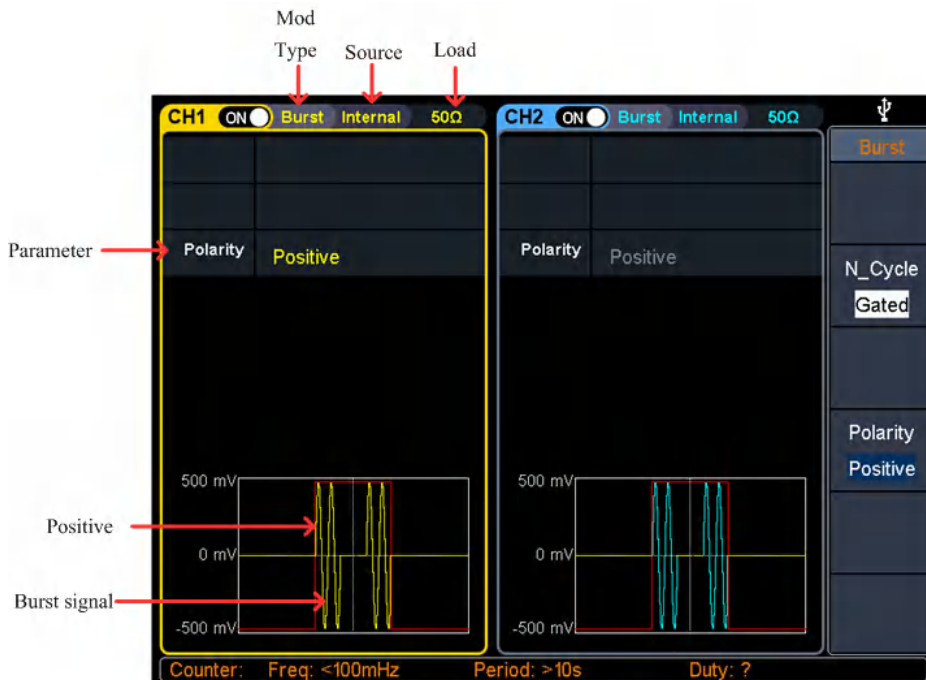 Mod
Type
Source
Load
CH1 ON Burst Internal 50Ω
CH2 ON Burst Internal 50Ω
Burst
Parameter
Polarity Positive
Polarity Positive
N_Cycle
Gated
Polarity
Positive
500 mV
0 mV
-500 mV
500 mV
0 mV
-500 mV
Positive
Burst signal
Counter: Freq: <100mHz Period: >10s Duty: ?